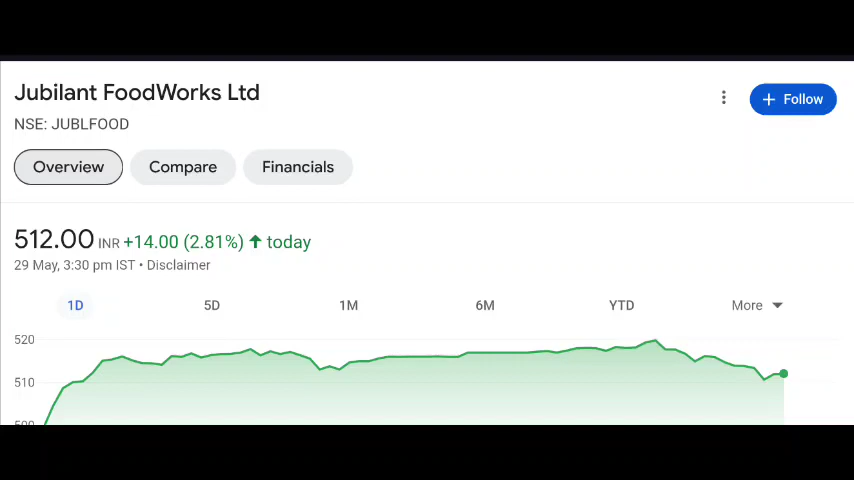 Jubilant FoodWorks Ltd
+ Follow
NSE: JUBLFOOD
Overview Compare Financials
512.00 INR +14.00 (2.81%) ↑ today
29 May, 3:30 pm IST • Disclaimer
1D 5D 1M 6M YTD More
520
510
500